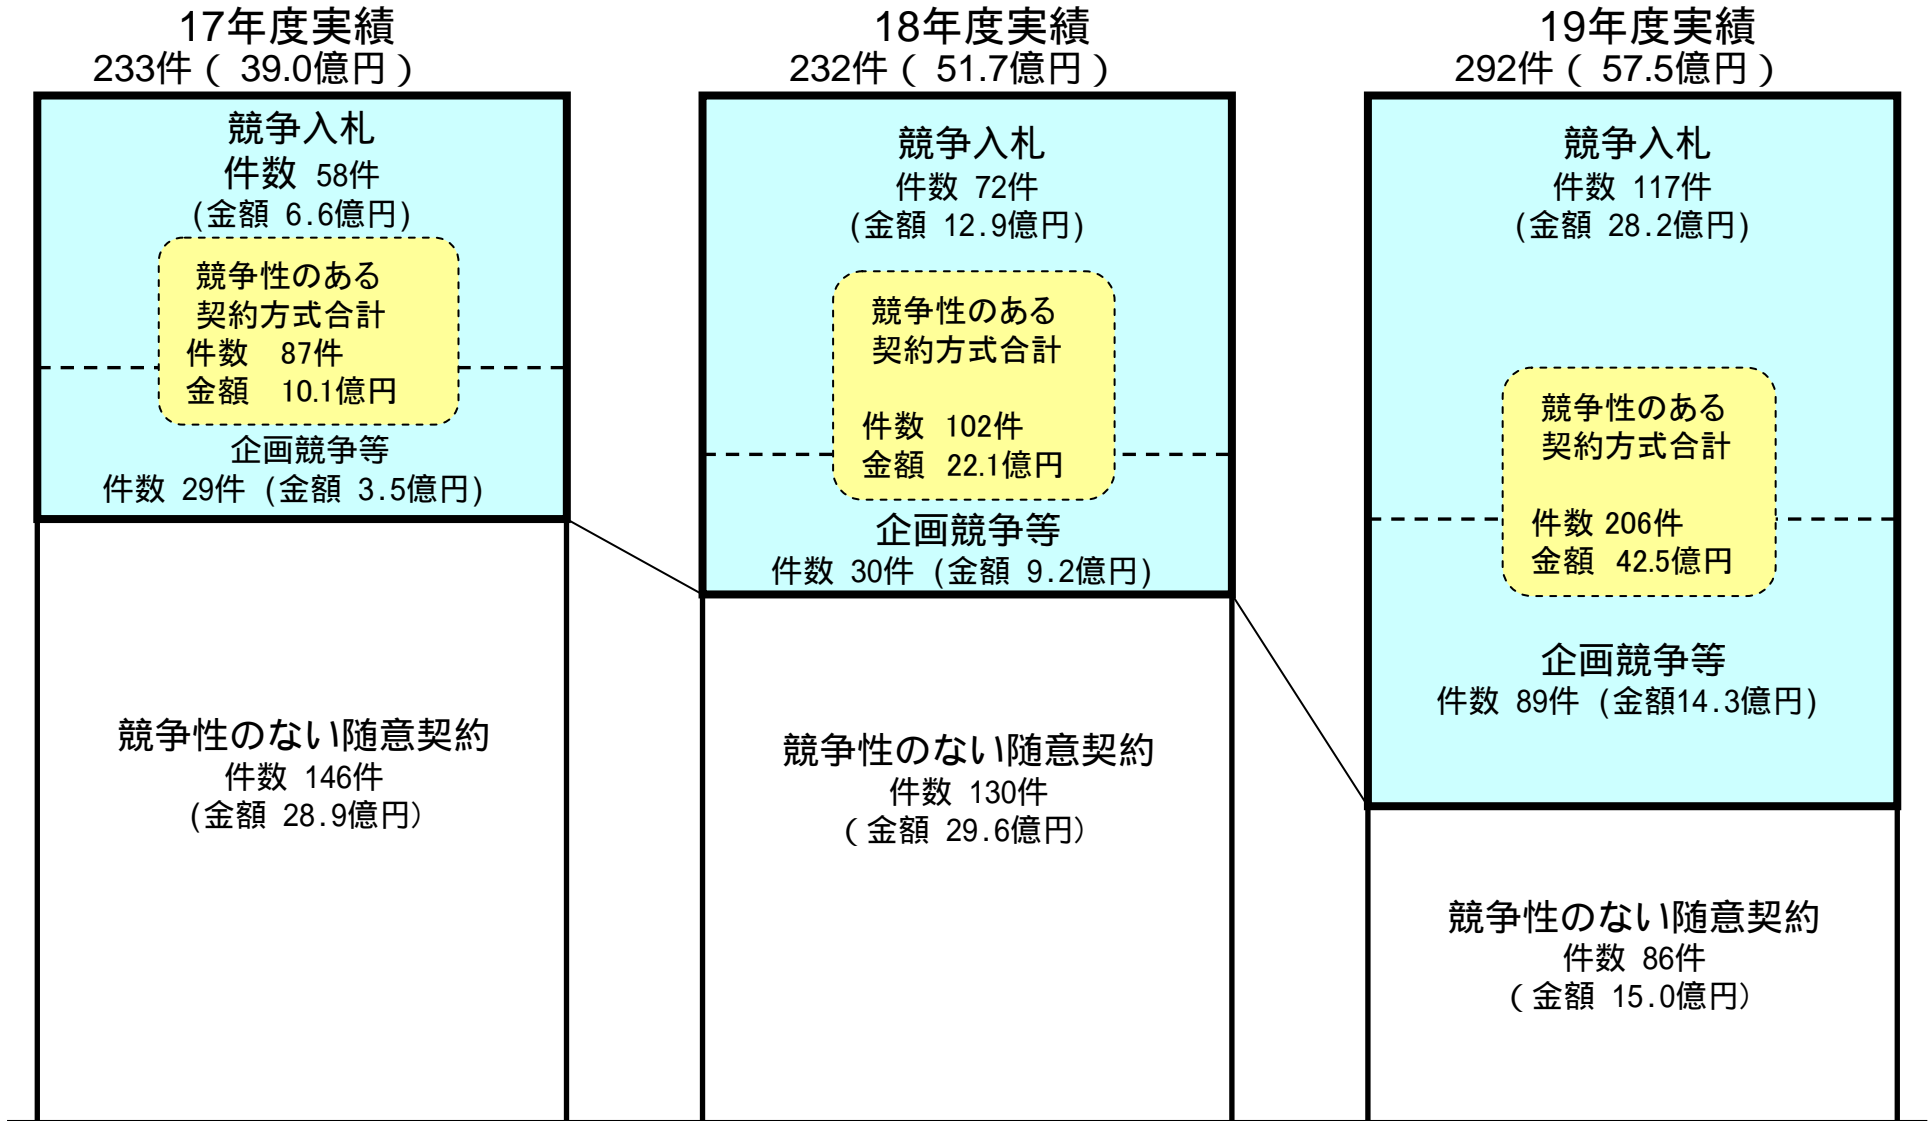 17年度実績
233件（ 39.0億円）
競争入札
件数 58件
(金額 6.6億円)
競争性のある
契約方式合計
件数 87件
金額 10.1億円
企画競争等
件数 29件 (金額 3.5億円)
競争性のない随意契約
件数 146件
(金額 28.9億円)
18年度実績
232件（ 51.7億円）
競争入札
件数 72件
(金額 12.9億円)
競争性のある
契約方式合計
件数 102件
金額 22.1億円
企画競争等
件数 30件 (金額 9.2億円)
競争性のない随意契約
件数 130件
（金額 29.6億円)
19年度実績
292件（ 57.5億円）
競争入札
件数 117件
(金額 28.2億円)
競争性のある
契約方式合計
件数 206件
金額 42.5億円
企画競争等
件数 89件 (金額14.3億円)
競争性のない随意契約
件数 86件
（金額 15.0億円)